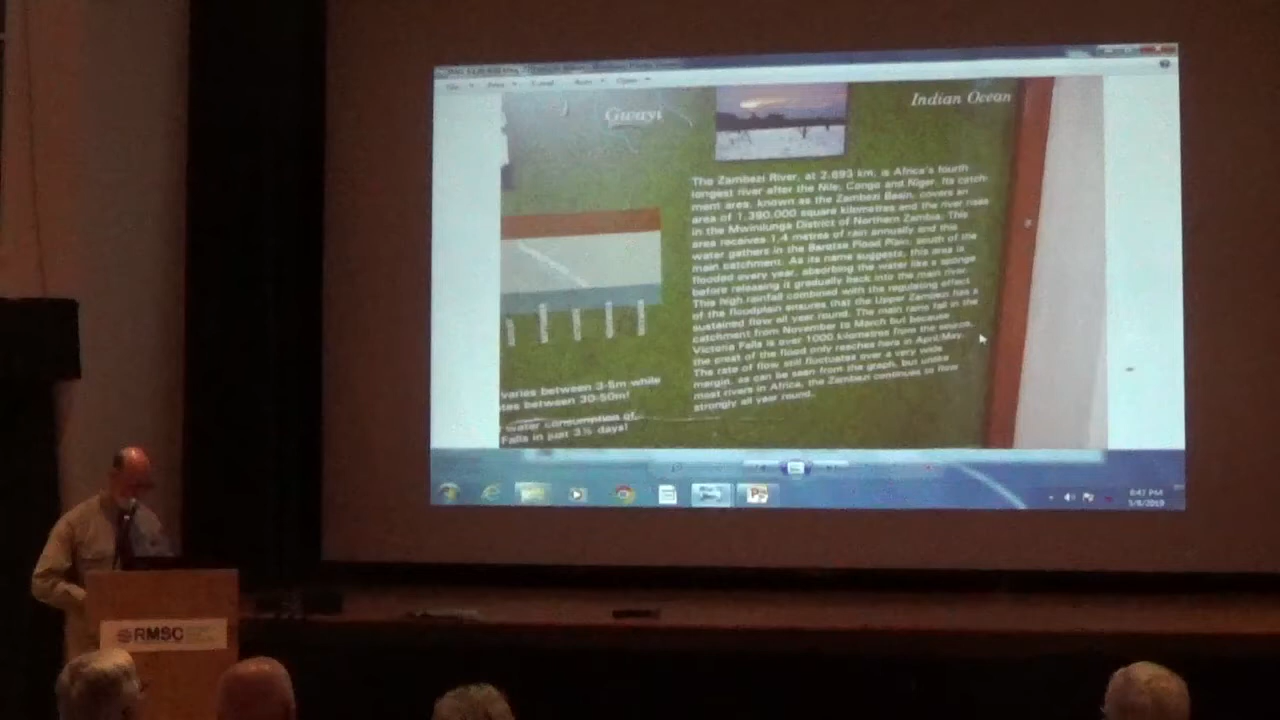 Gwayi
Indian Ocean
The Zambezi River, at 2,693 km, is Africa's fourth
longest river after the Nile, Congo and Niger. Its catch-
ment area, known as the Zambezi Basin, covers an
area of 1,390,000 square kilometres and the river rises
in the Mwinilunga District of Northern Zambia. This
area receives 1,4 metres of rain annually and this
water gathers in the Barotse Flood Plain, south of the
main catchment. As its name suggests, this area is
flooded every year, absorbing the water like a sponge
before releasing it gradually back into the main river.
This high rainfall combined with the regulating effect
of the floodplain ensures that the Upper Zambezi has a
sustained flow all year round. The main rains fall in the
catchment from November to March but because
Victoria Falls is over 1000 kilometres from the source,
the crest of the flood only reaches here in April/May.
The rate of flow still fluctuates over a very wide
margin, as can be seen from the graph, but unlike
most rivers in Africa, the Zambezi continues to flow
strongly all year round.
varies between 3-5m while
between 30-50m!
water consumption of
Falls in just 3½ days!
8:42 PM
RMSC